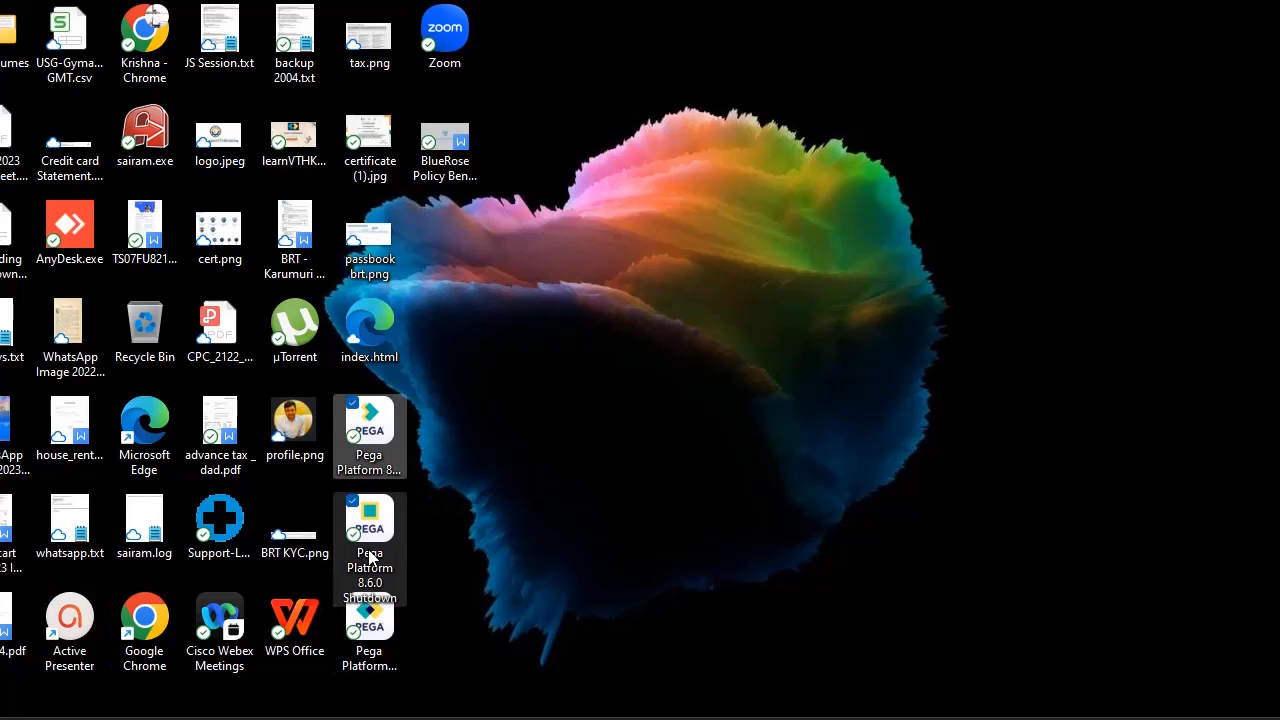 umes
USG-Gyma...
GMT.csv
Krishna -
Chrome
JS Session.txt
backup
2004.txt
tax.png
zoom
Zoom
2023
eet....
Credit card
Statement....
sairam.exe
logo.jpeg
learnVTHK...
certificate
(1).jpg
BlueRose
Policy Ben...
ding
own...
AnyDesk.exe
TS07FU821...
cert.png
BRT -
Karumuri ...
passbook
brt.png
ys.txt
WhatsApp
Image 2022...
Recycle Bin
PDF
CPC_2122_...
µTorrent
index.html
sApp
2023...
house_rent...
Microsoft
Edge
advance tax _
dad.pdf
profile.png
PEGA
Pega
Platform 8...
cart
23 I...
whatsapp.txt
sairam.log
Support-L...
BRT KYC.png
PEGA
Pega
Platform
8.6.0
Shutdown
4.pdf
Active
Presenter
Google
Chrome
Cisco Webex
Meetings
WPS Office
PEGA
Pega
Platform...